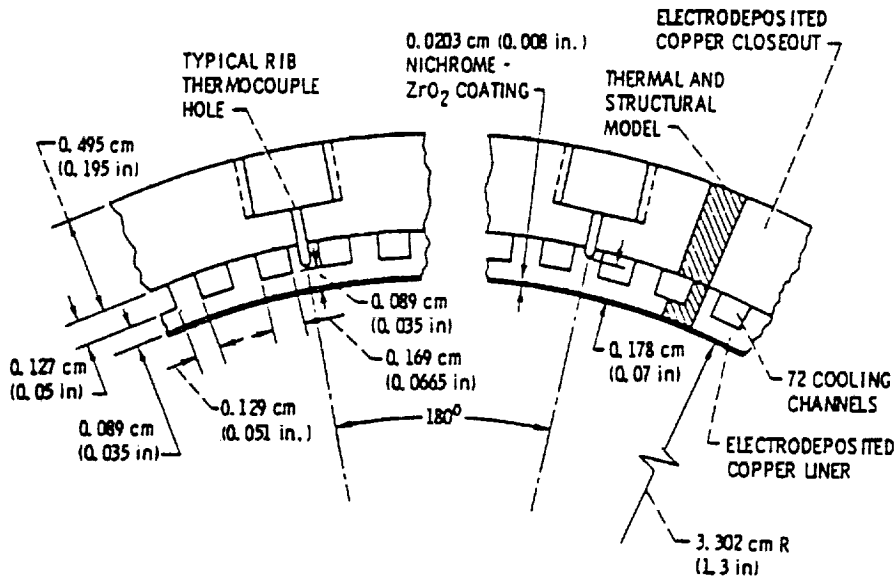 ELECTRODEPOSITED
COPPER CLOSEOUT
0.0203 cm (0.008 in.)
NICHROME -
ZrO₂ COATING
TYPICAL RIB
THERMOCOUPLE
HOLE
THERMAL AND
STRUCTURAL
MODEL
0.495 cm
(0.195 in)
0.089 cm
(0.035 in)
0.169 cm
(0.0665 in)
0.178 cm
(0.07 in)
0.127 cm
(0.05 in)
0.129 cm
(0.051 in.)
0.089 cm
(0.035 in)
180⁰
72 COOLING
CHANNELS
ELECTRODEPOSITED
COPPER LINER
3.302 cm R
(1.3 in)